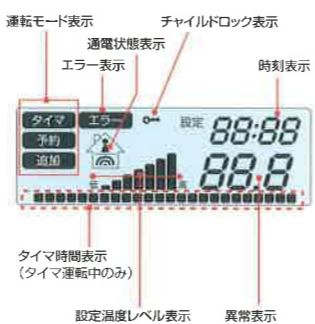 運転モード表示
チャイルドロック表示
通電状態表示
エラー表示
時刻表示
タイマ
エラー
設定
88:88
予約
追加
低
高
88.8
タイマ時間表示
(タイマ運転中のみ)
設定温度レベル表示
異常表示